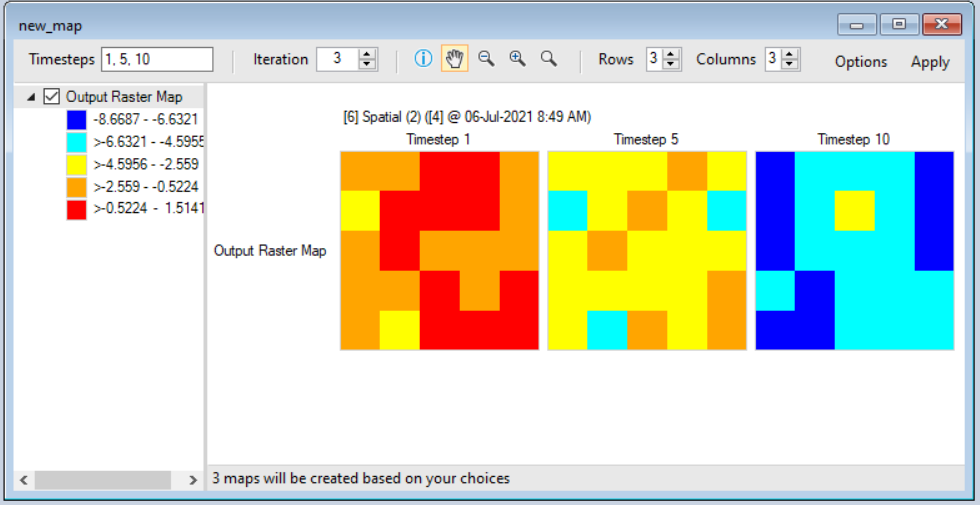 new_map
Timesteps 1, 5, 10 Iteration 3 Rows 3 Columns 3 Options Apply
Output Raster Map
-8.6687 - -6.6321
>-6.6321 - -4.5955
>-4.5956 - -2.559
>-2.559 - -0.5224
>-0.5224 - 1.5141
[6] Spatial (2) ([4] @ 06-Jul-2021 8:49 AM)
Timestep 1 Timestep 5 Timestep 10
Output Raster Map
3 maps will be created based on your choices